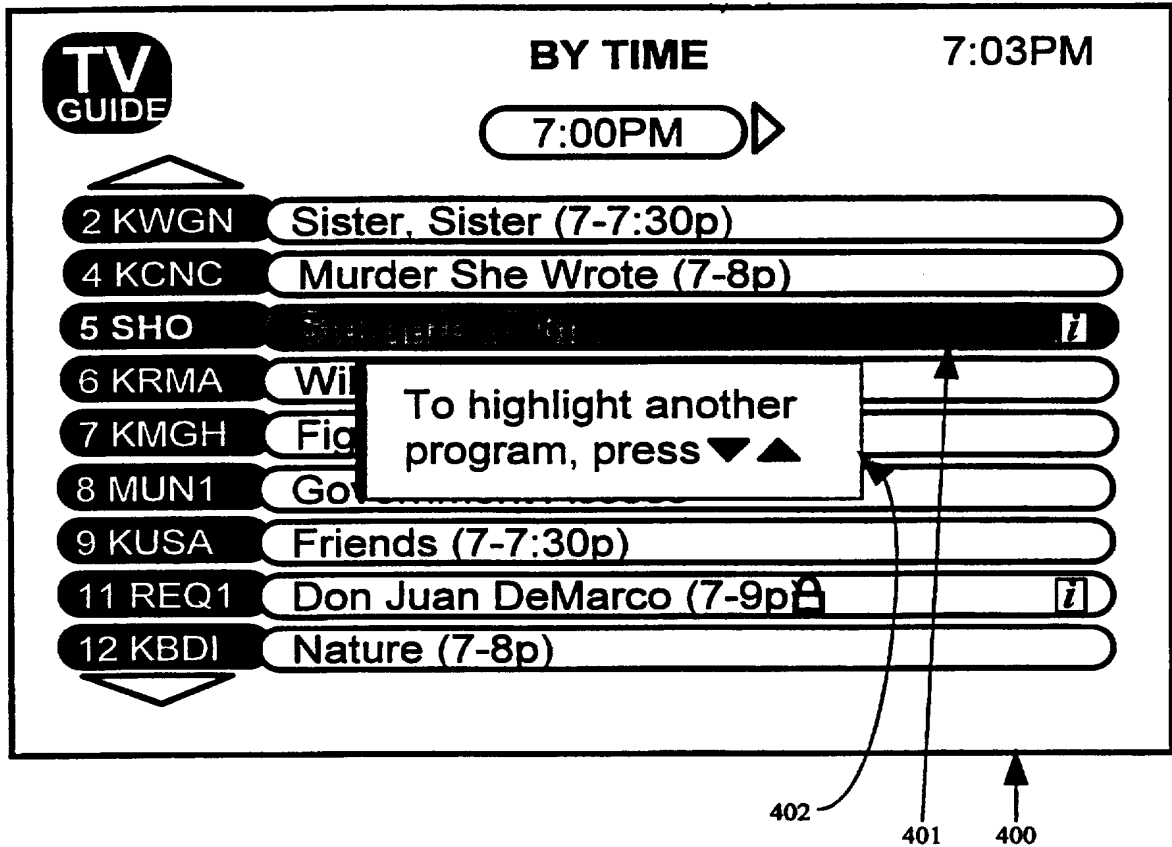 TV
GUIDE
BY TIME
7:03PM
7:00PM
2 KWGN Sister, Sister (7-7:30p)
4 KCNC Murder She Wrote (7-8p)
5 SHO i
6 KRMA Wil
7 KMGH Fig
To highlight another
program, press ▼ ▲
8 MUN1
9 KUSA Friends (7-7:30p)
11 REQ1 Don Juan DeMarco (7-9p i
12 KBDI Nature (7-8p)
402
401
400